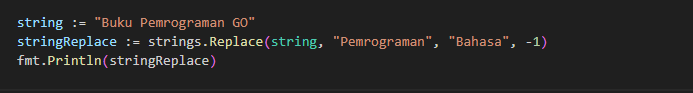 string := "Buku Pemrograman GO"
stringReplace := strings.Replace(string, "Pemrograman", "Bahasa", -1)
fmt.Println(stringReplace)